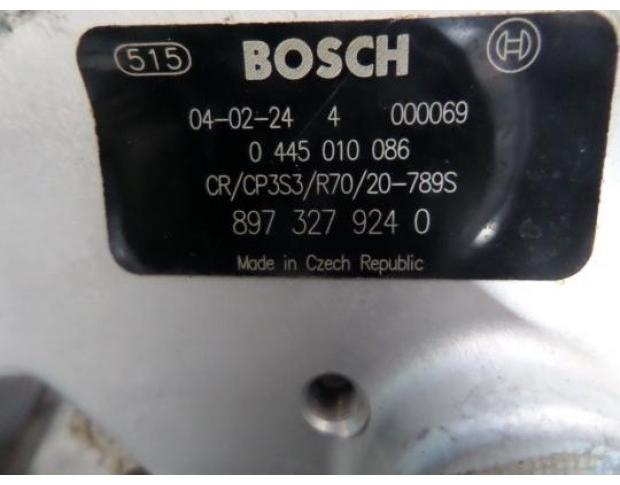 515 BOSCH H
04-02-24 4 000069
0 445 010 086
CR/CP3S3/R70/20-789S
897 327 924 0
Made in Czech Republic